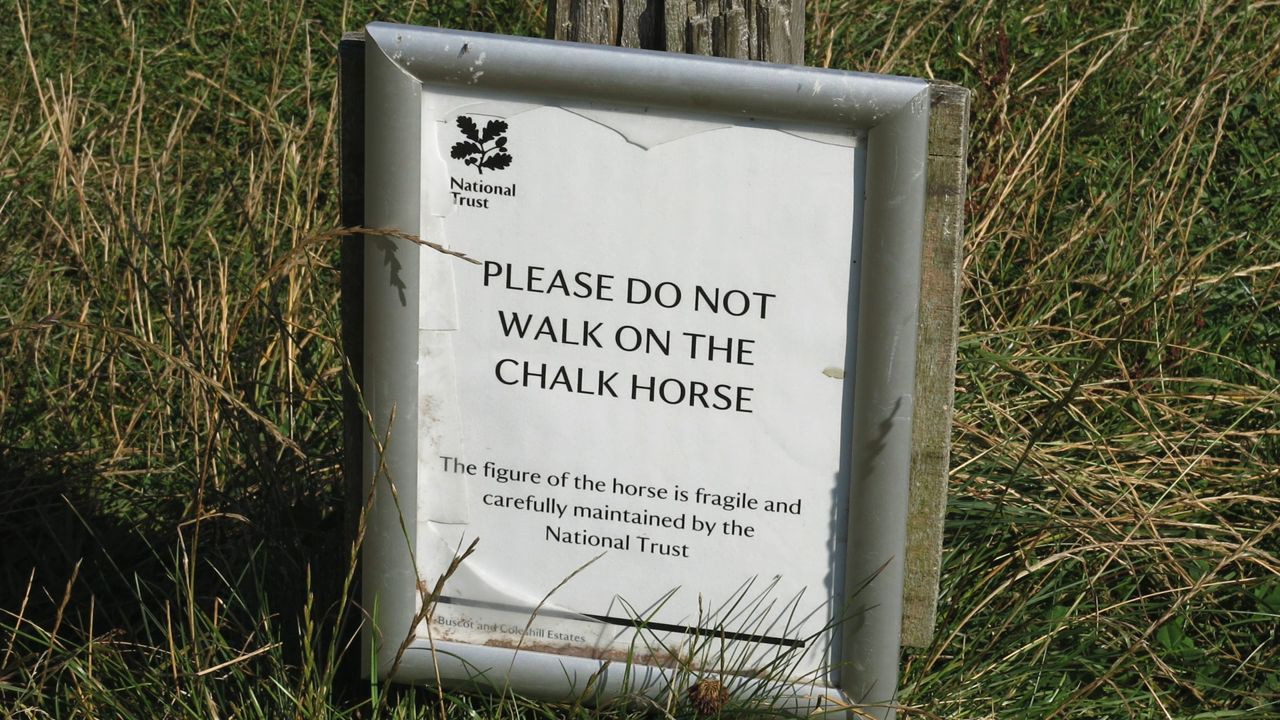 National
Trust
PLEASE DO NOT
WALK ON THE
CHALK HORSE
The figure of the horse is fragile and
carefully maintained by the
National Trust
Buscot and Coleshill Estates